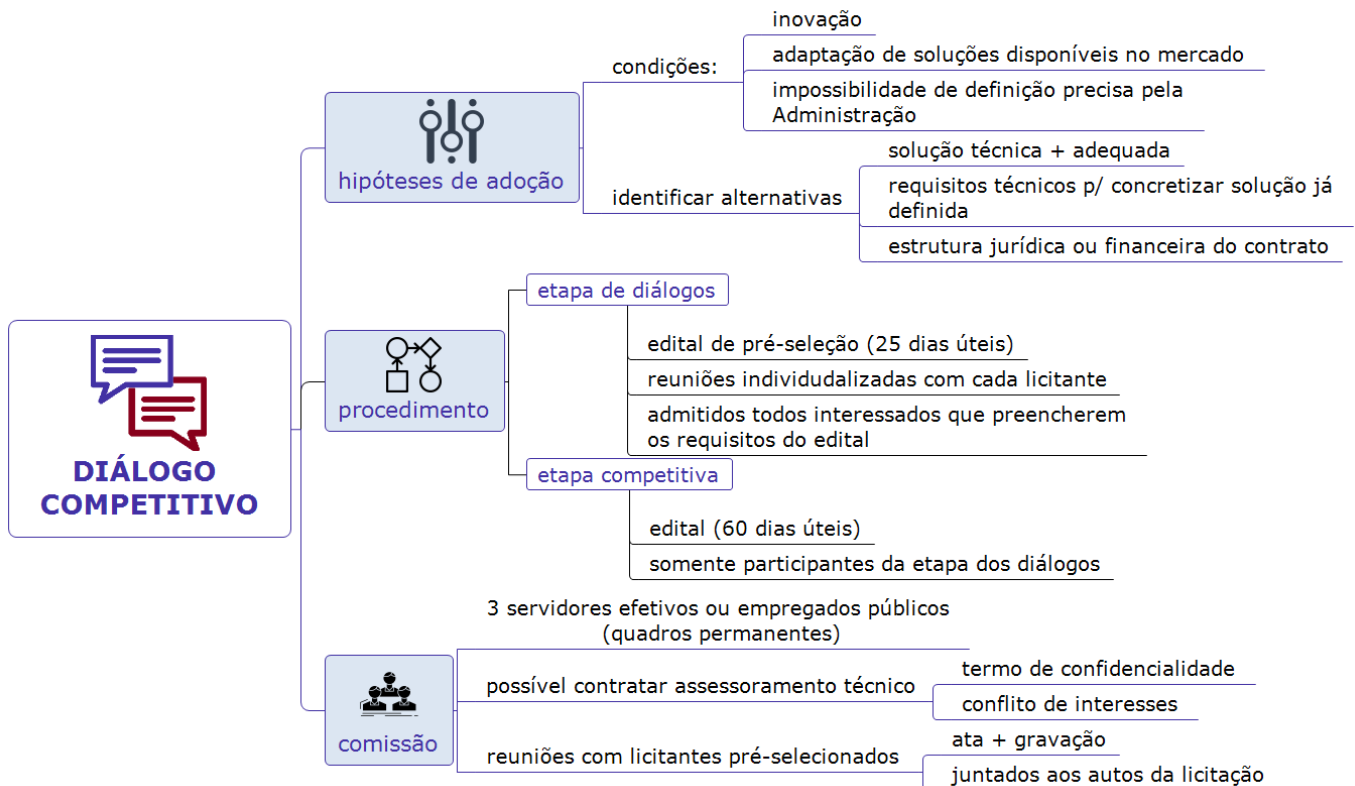 DIÁLOGO
COMPETITIVO
hipóteses de adoção
condições:
inovação
adaptação de soluções disponíveis no mercado
impossibilidade de definição precisa pela
Administração
identificar alternativas
solução técnica + adequada
requisitos técnicos p/ concretizar solução já
definida
estrutura jurídica ou financeira do contrato
procedimento
etapa de diálogos
edital de pré-seleção (25 dias úteis)
reuniões individudalizadas com cada licitante
admitidos todos interessados que preencherem
os requisitos do edital
etapa competitiva
edital (60 dias úteis)
somente participantes da etapa dos diálogos
comissão
3 servidores efetivos ou empregados públicos
(quadros permanentes)
possível contratar assessoramento técnico
termo de confidencialidade
conflito de interesses
reuniões com licitantes pré-selecionados
ata + gravação
juntados aos autos da licitação